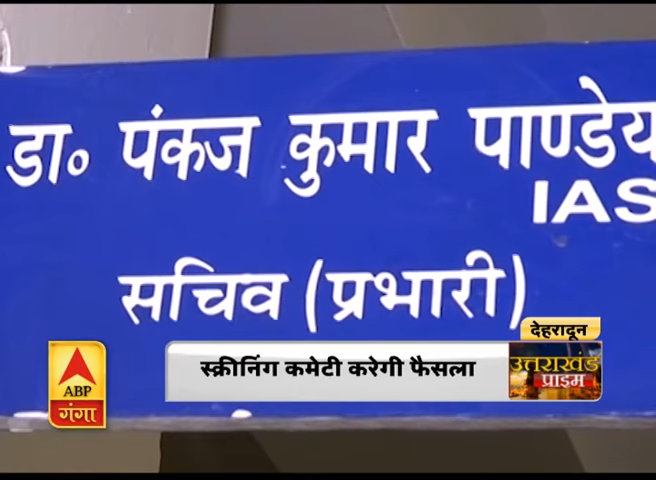 डा० पंकज कुमार पाण्डेय
IAS
सचिव (प्रभारी)
देहरादून
स्क्रीनिंग कमेटी करेगी फैसला
उत्तराखंड
प्राइम
ABP
गंगा